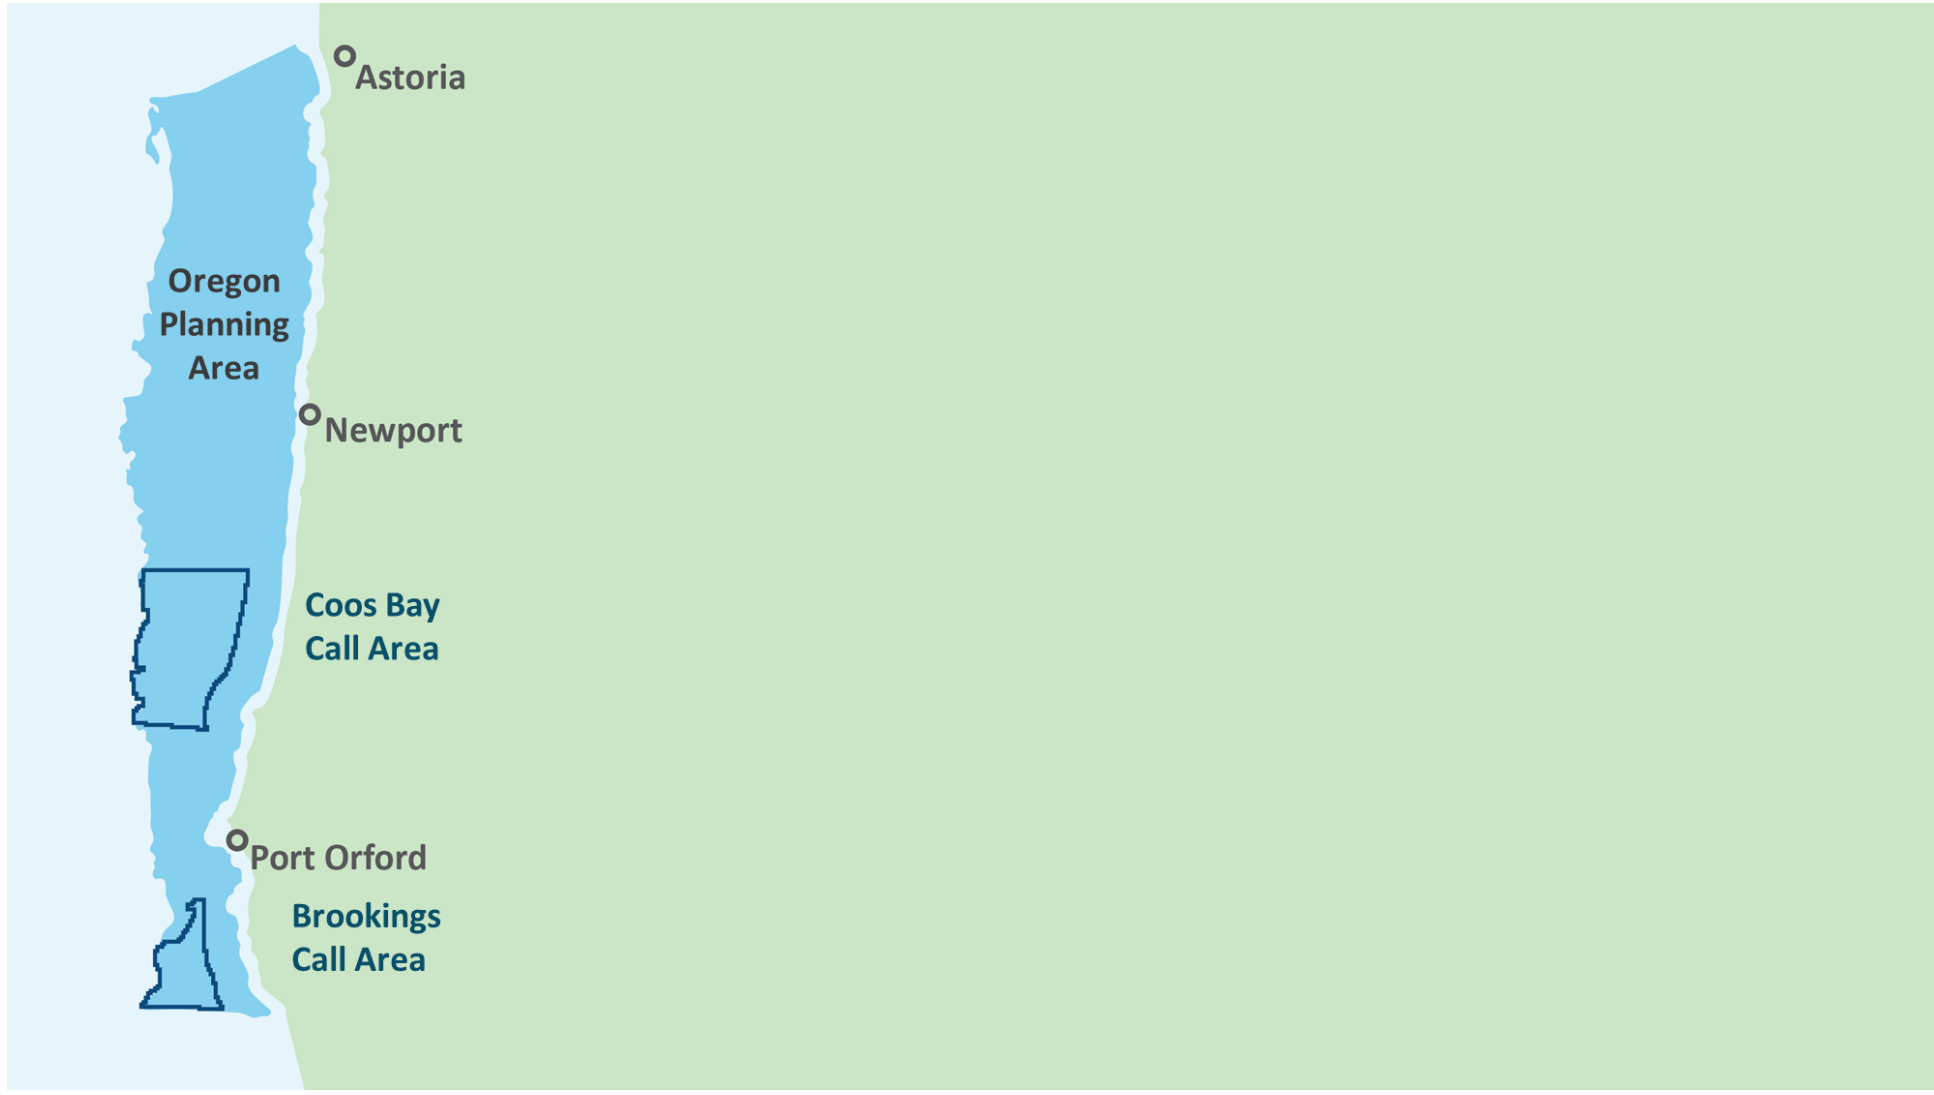 Astoria
Oregon
Planning
Area
Newport
Coos Bay
Call Area
Port Orford
Brookings
Call Area